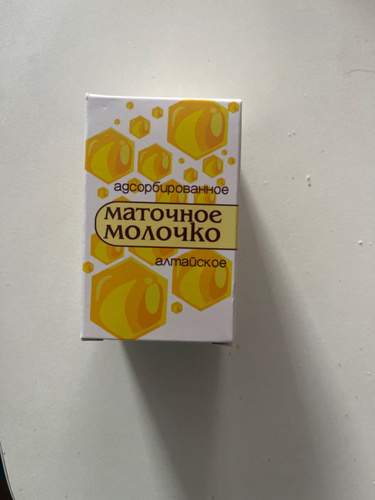 адсорбированное
маточное
молочко
алтайское